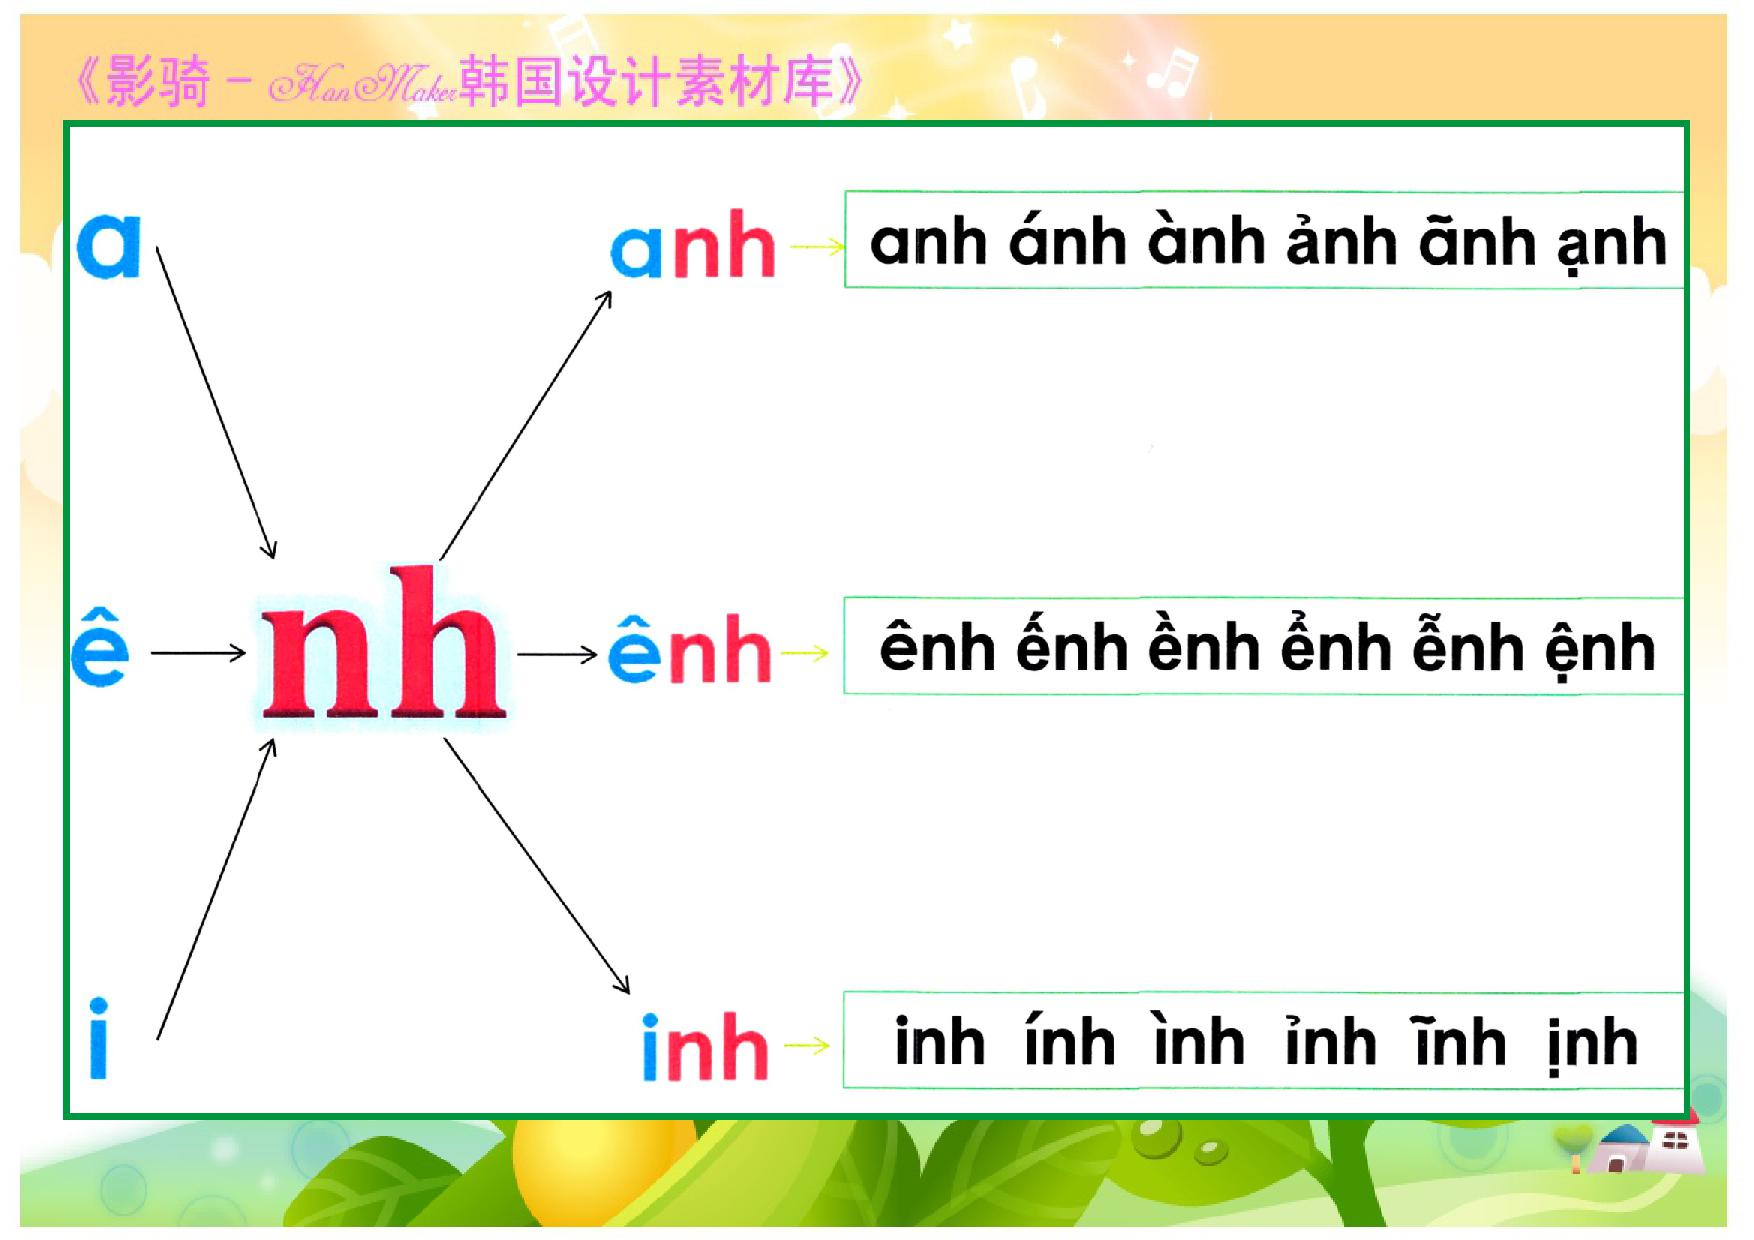 《影骑 - HanMaker韩国设计素材库》
a anh anh ánh ành ảnh ãnh ạnh
ê nh ênh ênh ếnh ềnh ểnh ễnh ệnh
i inh inh ính ình ỉnh ĩnh ịnh